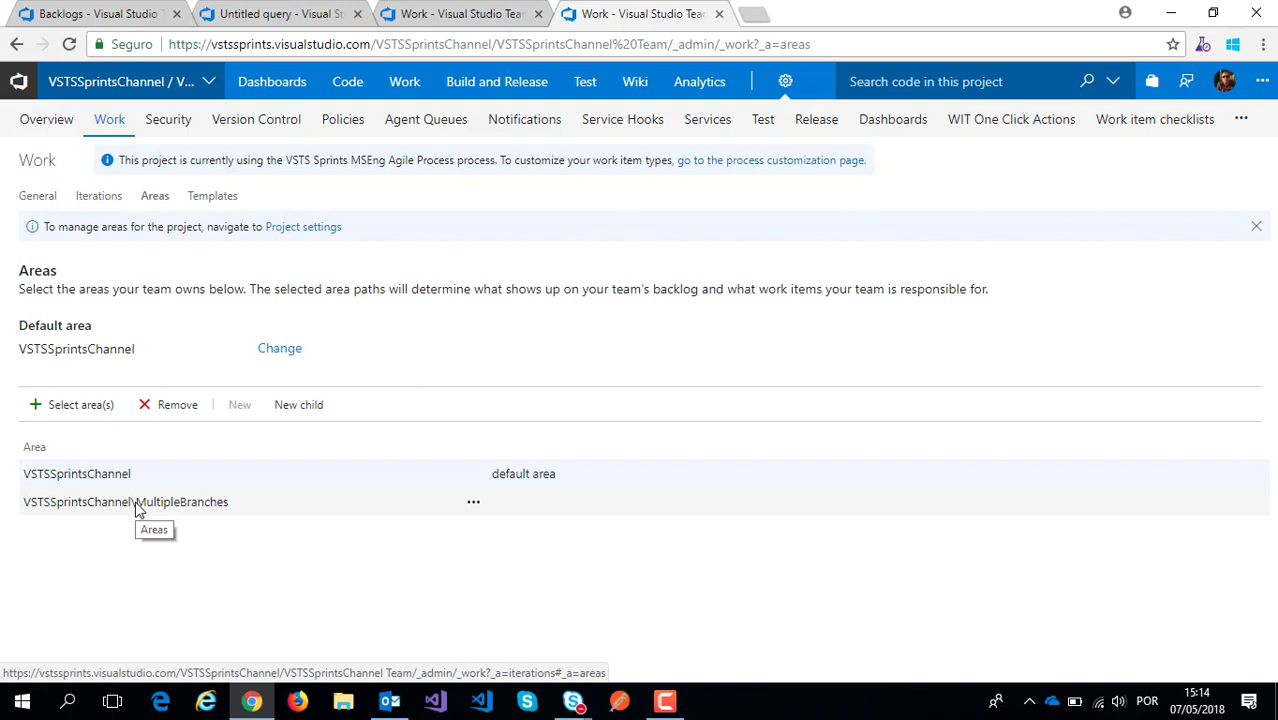 Backlogs - Visual Studio Team
Untitled query - Visual St
Work - Visual Studio Tea
Work - Visual Studio Tea
Seguro
https://vstssprints.visualstudio.com/VSTSSprintsChannel/VSTSSprintsChannel%20Team/_admin/_work?_a=areas
VSTSSprintsChannel / V...
Dashboards
Code
Work
Build and Release
Test
Wiki
Analytics
Search code in this project
Overview
Work
Security
Version Control
Policies
Agent Queues
Notifications
Service Hooks
Services
Test
Release
Dashboards
WIT One Click Actions
Work item checklists
Work
This project is currently using the VSTS Sprints MSEng Agile Process process. To customize your work item types, go to the process customization page.
General
Iterations
Areas
Templates
To manage areas for the project, navigate to Project settings
Areas
Select the areas your team owns below. The selected area paths will determine what shows up on your team's backlog and what work items your team is responsible for.
Default area
VSTSSprintsChannel
Change
Select area(s)
Remove
New
New child
Area
VSTSSprintsChannel
default area
VSTSSprintsChannel\MultipleBranches
Areas
https://vstssprints.visualstudio.com/VSTSSprintsChannel/VSTSSprintsChannel Team/_admin/_work?_a=iterations#_a=areas
POR
15:14
07/05/2018